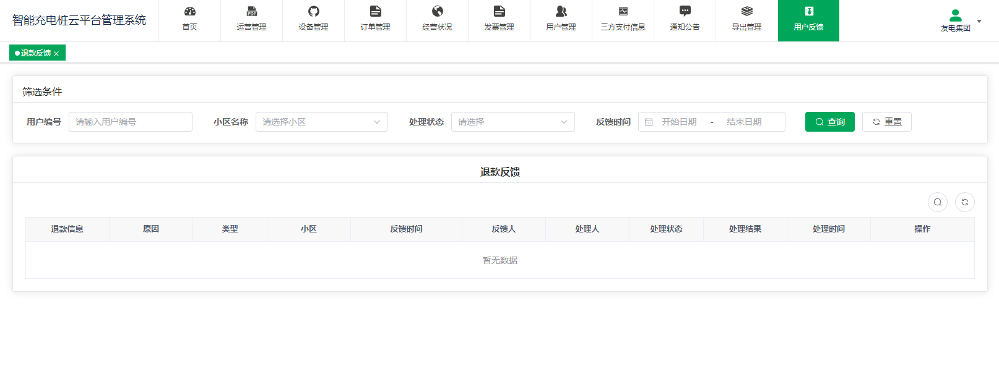 智能充电桩云平台管理系统
首页
运营管理
设备管理
订单管理
经营状况
发票管理
用户管理
三方支付信息
通知公告
导出管理
用户反馈
友电集团
退款反馈
筛选条件
用户编号 请输入用户编号 小区名称 请选择小区 处理状态 请选择 反馈时间 开始日期 - 结束日期 查询 重置
退款反馈
退款信息 原因 类型 小区 反馈时间 反馈人 处理人 处理状态 处理结果 处理时间 操作
暂无数据